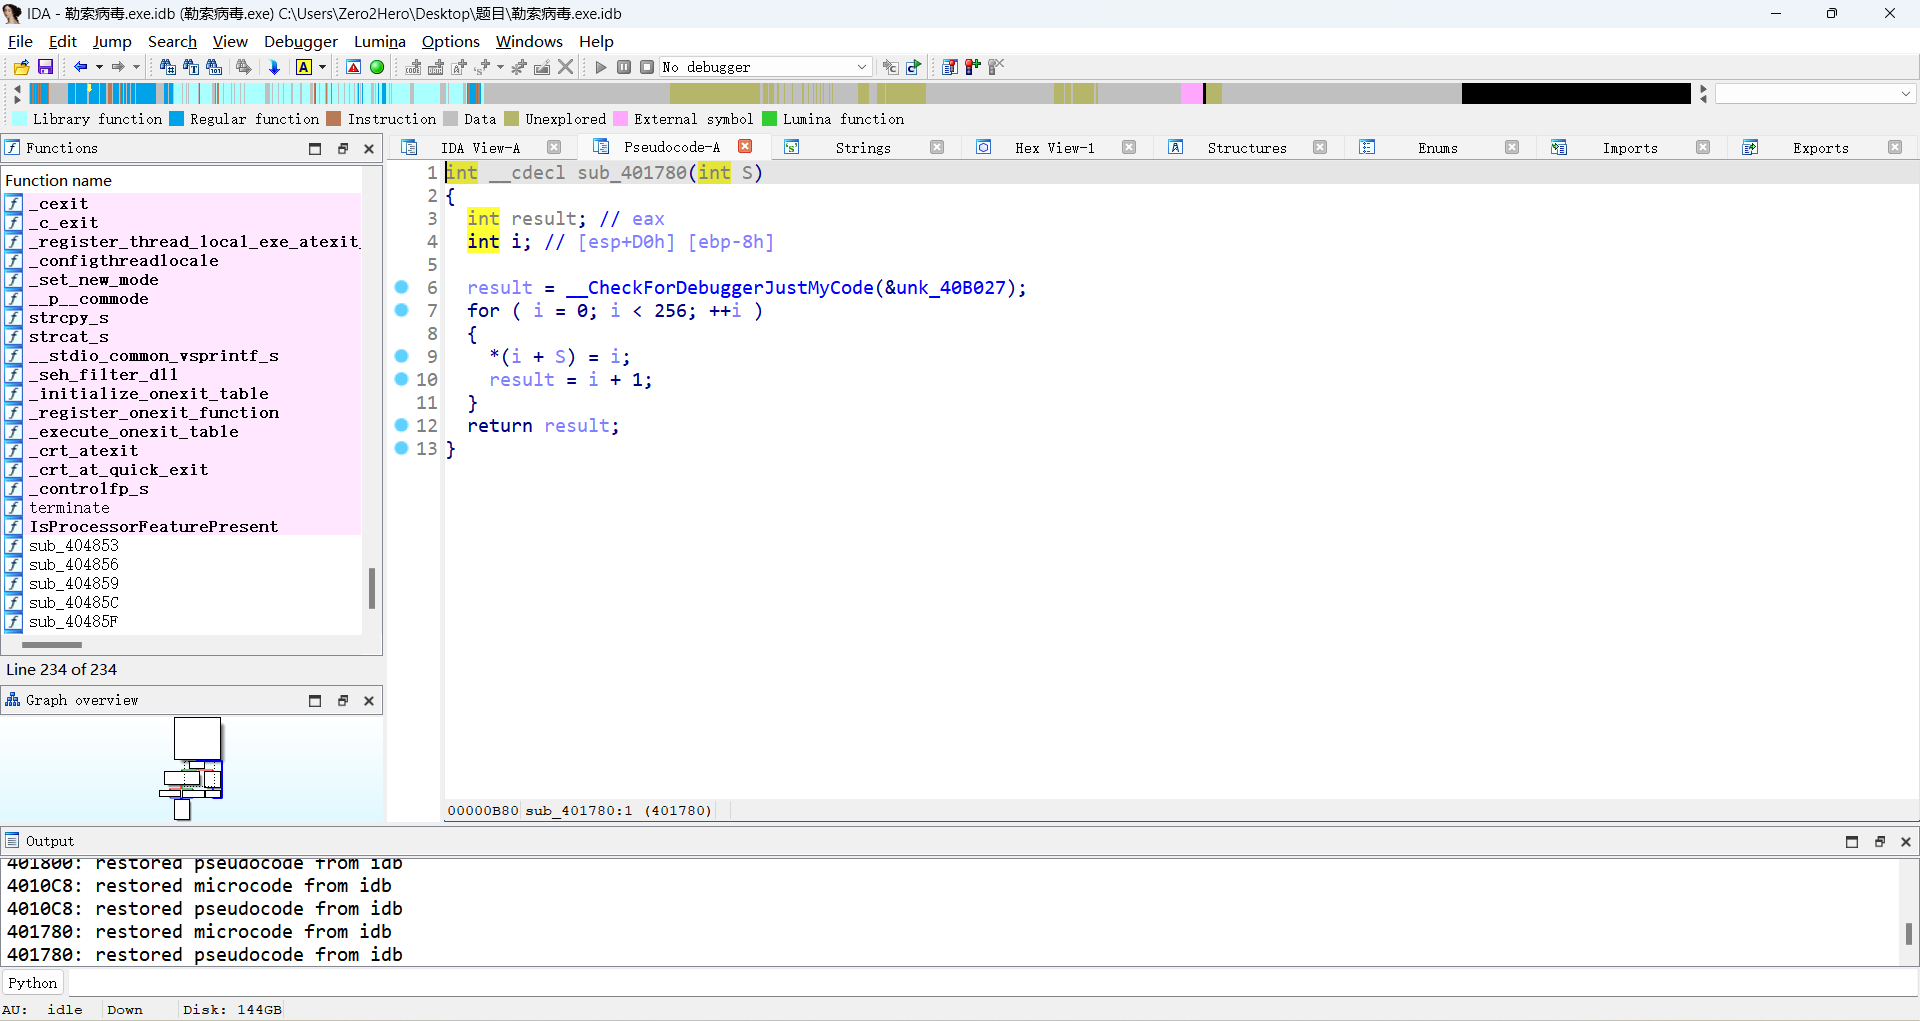 IDA - 勒索病毒.exe.idb (勒索病毒.exe) C:\Users\Zero2Hero\Desktop\题目\勒索病毒.exe.idb
File Edit Jump Search View Debugger Lumina Options Windows Help
No debugger
Library function Regular function Instruction Data Unexplored External symbol Lumina function
Functions
Function name
_cexit
_c_exit
_register_thread_local_exe_atexit_
_configthreadlocale
_set_new_mode
__p__commode
strcpy_s
strcat_s
__stdio_common_vsprintf_s
_seh_filter_dll
_initialize_onexit_table
_register_onexit_function
_execute_onexit_table
_crt_atexit
_crt_at_quick_exit
_controlfp_s
terminate
IsProcessorFeaturePresent
sub_404853
sub_404856
sub_404859
sub_40485C
sub_40485F
Line 234 of 234
Graph overview
IDA View-A Pseudocode-A Strings Hex View-1 Structures Enums Imports Exports
1 int __cdecl sub_401780(int S)
2 {
3 int result; // eax
4 int i; // [esp+D0h] [ebp-8h]
5
6 result = __CheckForDebuggerJustMyCode(&unk_40B027);
7 for ( i = 0; i < 256; ++i )
8 {
9 *(i + S) = i;
10 result = i + 1;
11 }
12 return result;
13 }
00000B80 sub_401780:1 (401780)
Output
401800: restored pseudocode from idb
4010C8: restored microcode from idb
4010C8: restored pseudocode from idb
401780: restored microcode from idb
401780: restored pseudocode from idb
Python
AU: idle Down Disk: 144GB